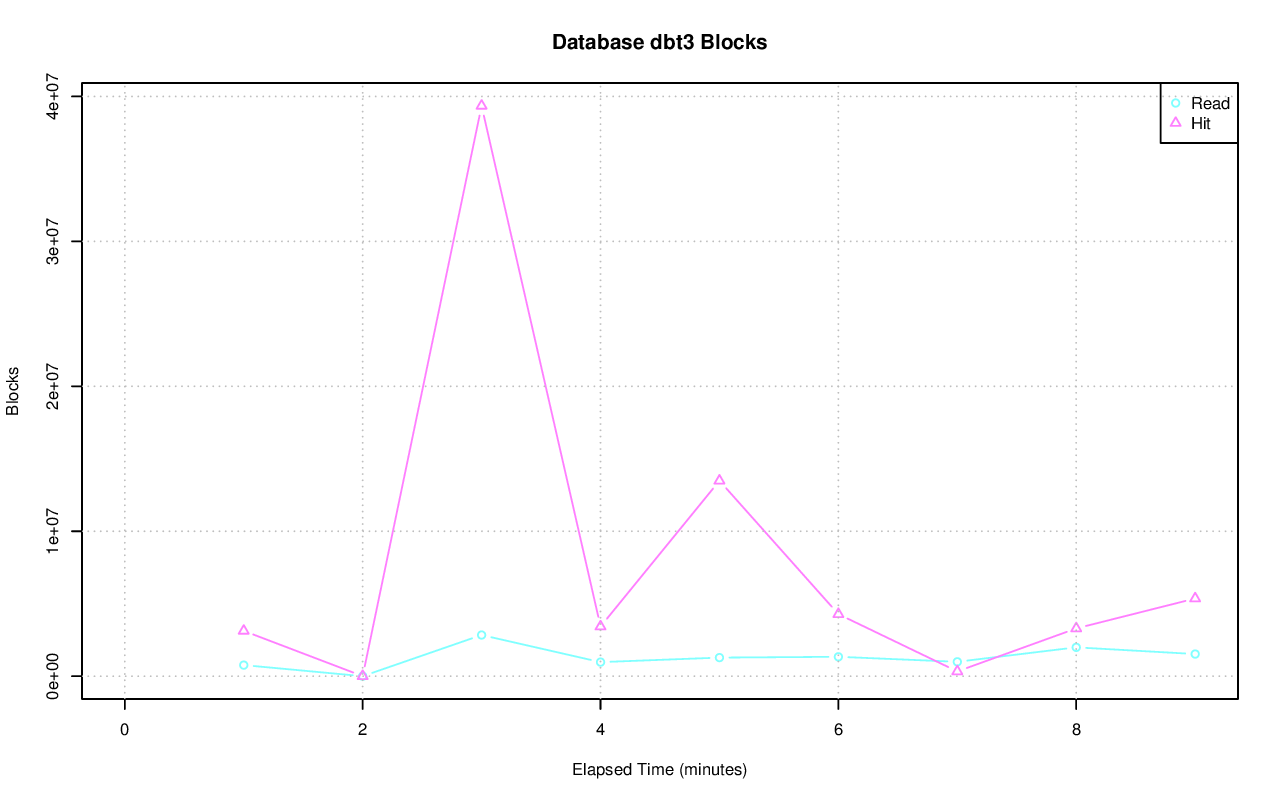 Database dbt3 Blocks
Read
Hit
4e+07
3e+07
2e+07
1e+07
0e+00
Blocks
0 2 4 6 8
Elapsed Time (minutes)